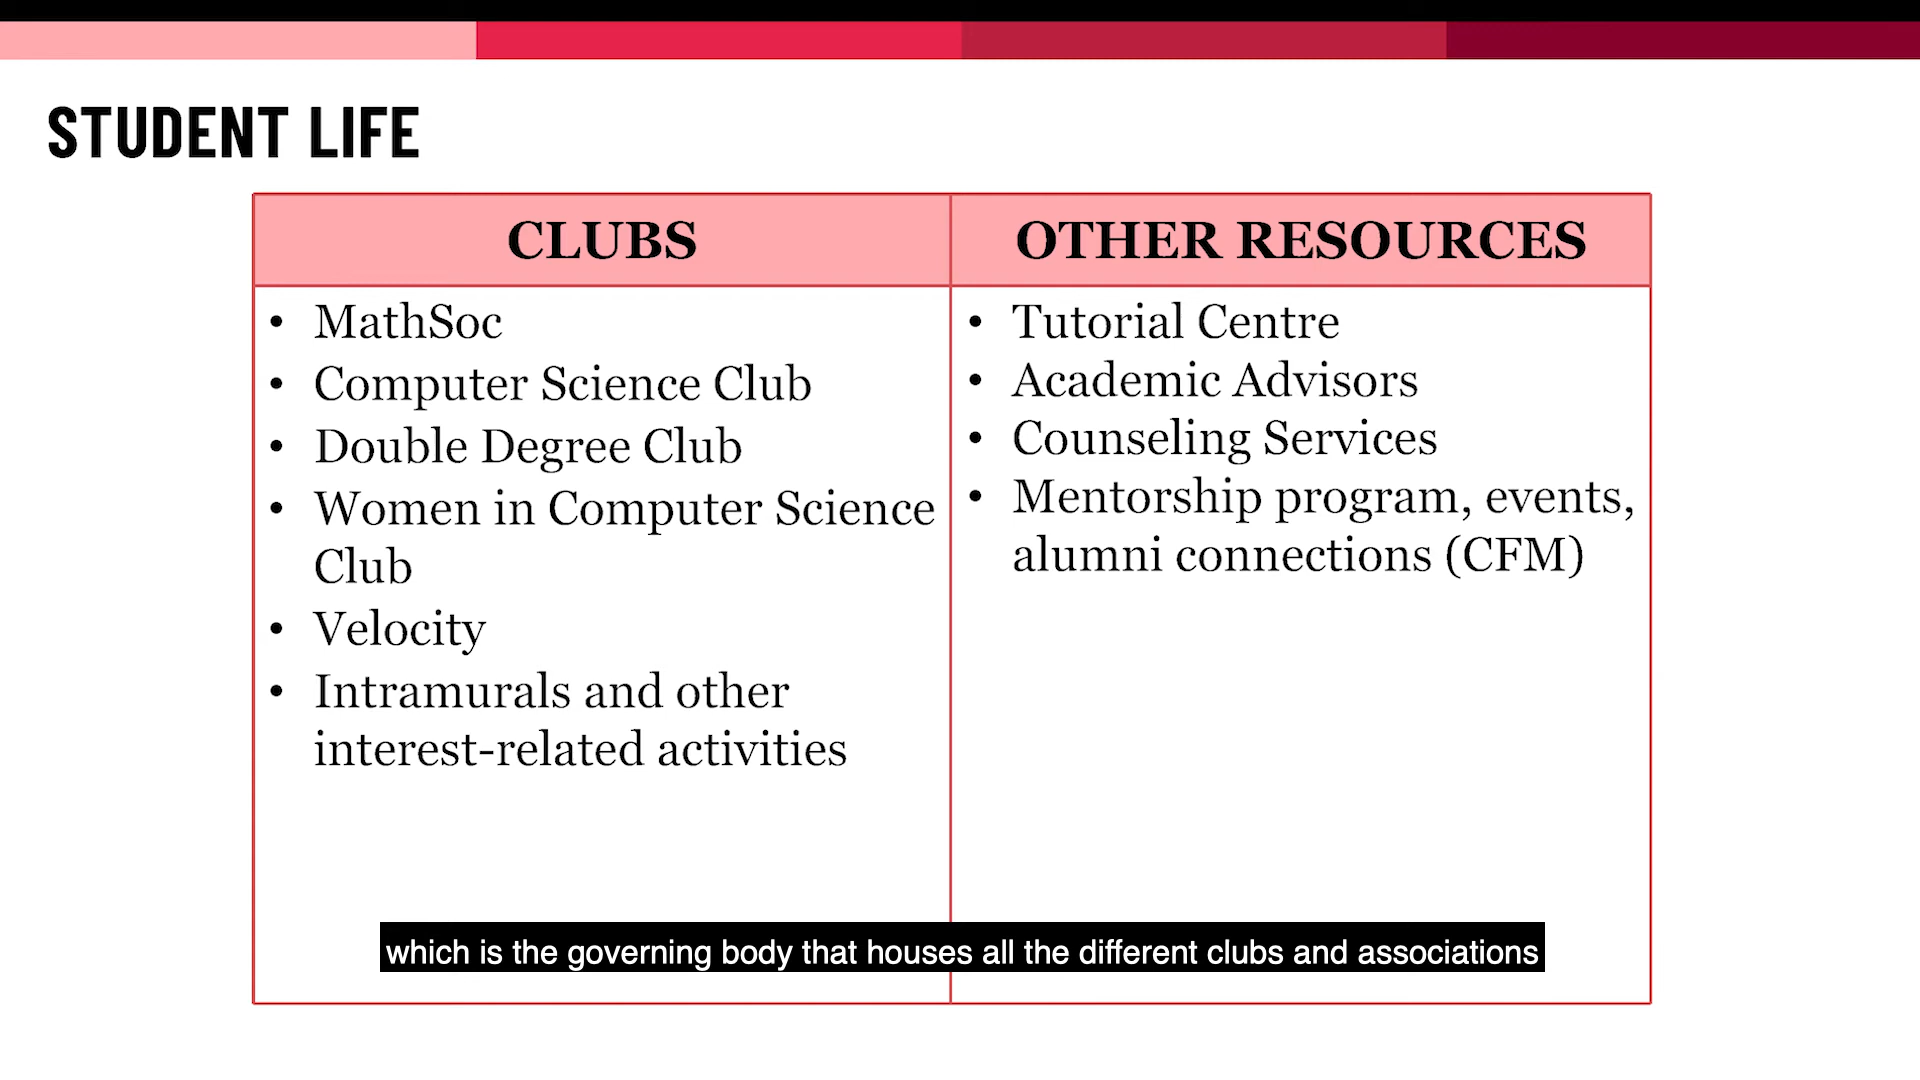 STUDENT LIFE
CLUBS
• MathSoc
• Computer Science Club
• Double Degree Club
• Women in Computer Science
Club
• Velocity
• Intramurals and other
interest-related activities
OTHER RESOURCES
• Tutorial Centre
• Academic Advisors
• Counseling Services
• Mentorship program, events,
alumni connections (CFM)
which is the governing body that houses all the different clubs and associations